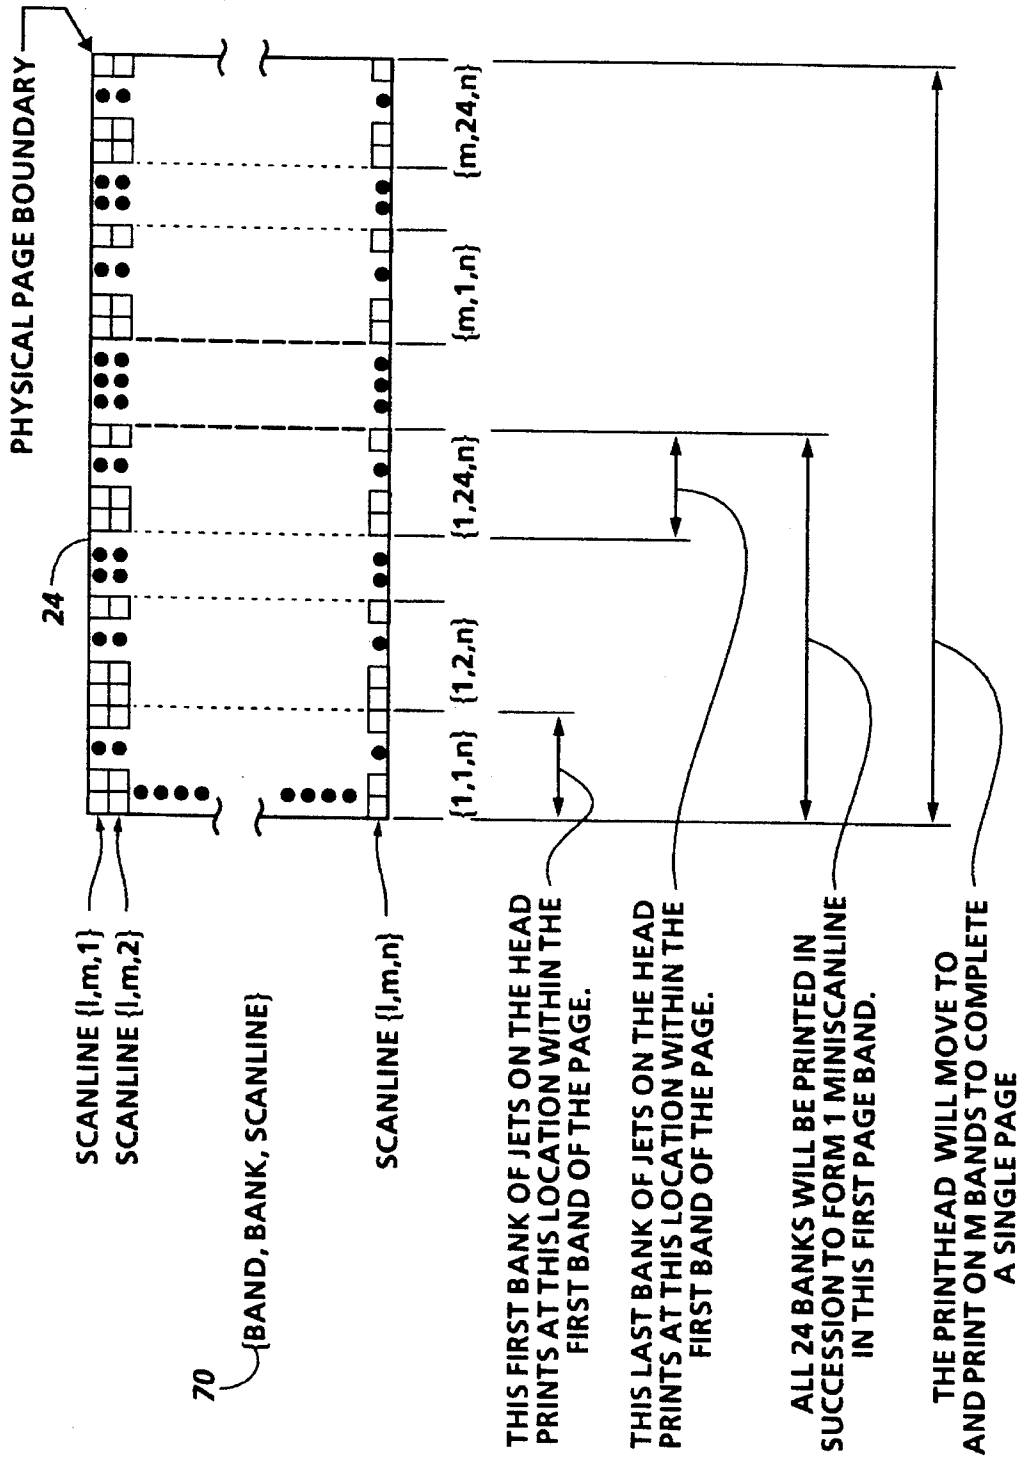 PHYSICAL PAGE BOUNDARY
24
SCANLINE {l,m,1}
SCANLINE {l,m,2}
70
{BAND, BANK, SCANLINE}
SCANLINE {l,m,n}
{1,1,n}
{1,2,n}
{1,24,n}
{m,1,n}
{m,24,n}
THIS FIRST BANK OF JETS ON THE HEAD
PRINTS AT THIS LOCATION WITHIN THE
FIRST BAND OF THE PAGE.
THIS LAST BANK OF JETS ON THE HEAD
PRINTS AT THIS LOCATION WITHIN THE
FIRST BAND OF THE PAGE.
ALL 24 BANKS WILL BE PRINTED IN
SUCCESSION TO FORM 1 MINISCANLINE
IN THIS FIRST PAGE BAND.
THE PRINTHEAD WILL MOVE TO
AND PRINT ON M BANDS TO COMPLETE
A SINGLE PAGE